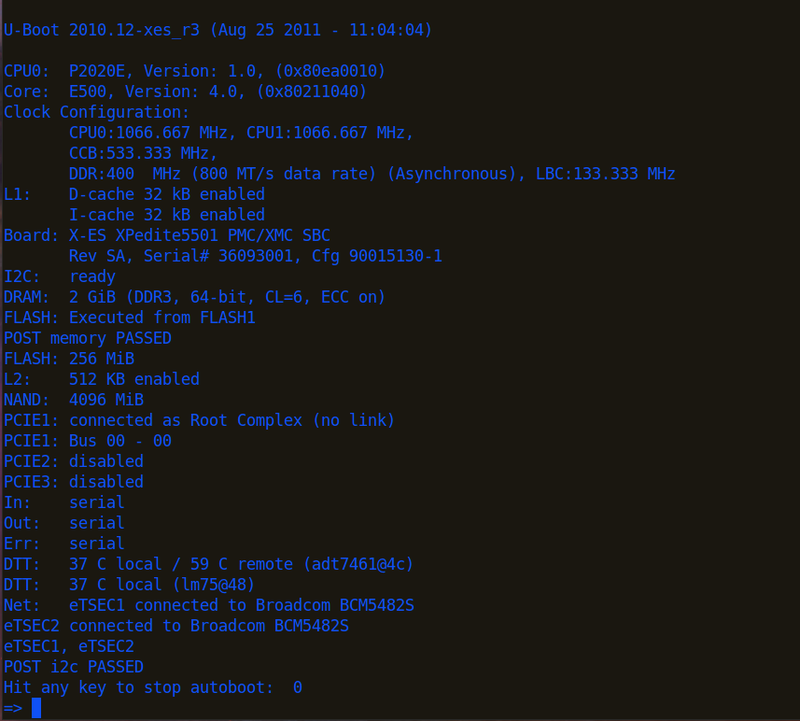 U-Boot 2010.12-xes_r3 (Aug 25 2011 - 11:04:04)
CPU0:  P2020E, Version: 1.0, (0x80ea0010)
Core:  E500, Version: 4.0, (0x80211040)
Clock Configuration:
       CPU0:1066.667 MHz, CPU1:1066.667 MHz,
       CCB:533.333 MHz,
       DDR:400  MHz (800 MT/s data rate) (Asynchronous), LBC:133.333 MHz
L1:    D-cache 32 kB enabled
       I-cache 32 kB enabled
Board: X-ES XPedite5501 PMC/XMC SBC
       Rev SA, Serial# 36093001, Cfg 90015130-1
I2C:   ready
DRAM:  2 GiB (DDR3, 64-bit, CL=6, ECC on)
FLASH: Executed from FLASH1
POST memory PASSED
FLASH: 256 MiB
L2:    512 KB enabled
NAND:  4096 MiB
PCIE1: connected as Root Complex (no link)
PCIE1: Bus 00 - 00
PCIE2: disabled
PCIE3: disabled
In:    serial
Out:   serial
Err:   serial
DTT:   37 C local / 59 C remote (adt7461@4c)
DTT:   37 C local (lm75@48)
Net:   eTSEC1 connected to Broadcom BCM5482S
eTSEC2 connected to Broadcom BCM5482S
eTSEC1, eTSEC2
POST i2c PASSED
Hit any key to stop autoboot:  0
=>